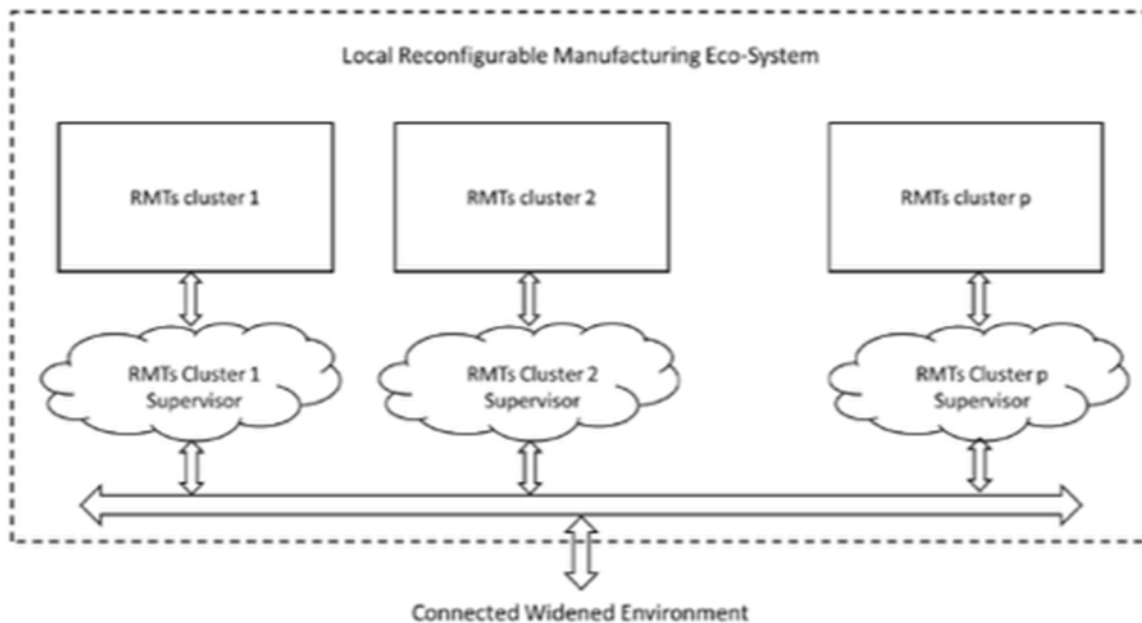 Local Reconfigurable Manufacturing Eco-System
RMTs cluster 1
RMTs cluster 2
RMTs cluster p
RMTs Cluster 1
Supervisor
RMTs Cluster 2
Supervisor
RMTs Cluster p
Supervisor
Connected Widened Environment